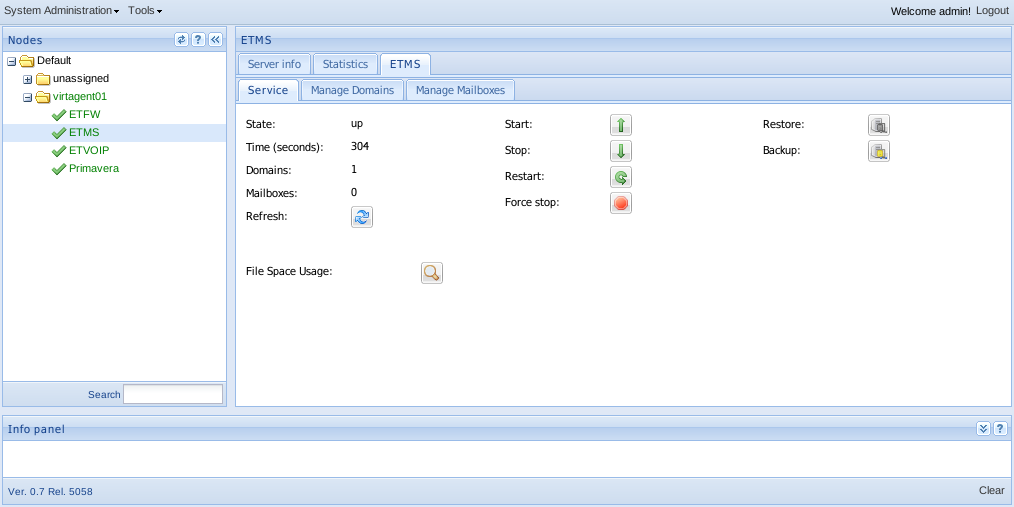 System Administration Tools Welcome admin! Logout
Nodes
ETMS
Default
unassigned
virtagent01
ETFW
ETMS
ETVOIP
Primavera
Search
Server info Statistics ETMS
Service Manage Domains Manage Mailboxes
State: up Start: Restore:
Time (seconds): 304 Stop: Backup:
Domains: 1 Restart:
Mailboxes: 0 Force stop:
Refresh:
File Space Usage:
Info panel
Ver. 0.7 Rel. 5058 Clear